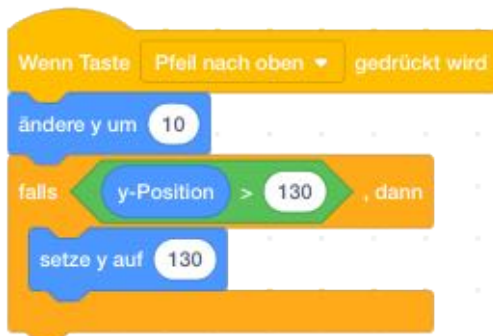 Wenn Taste Pfeil nach oben gedrückt wird
ändere y um 10
falls y-Position > 130 , dann
setze y auf 130